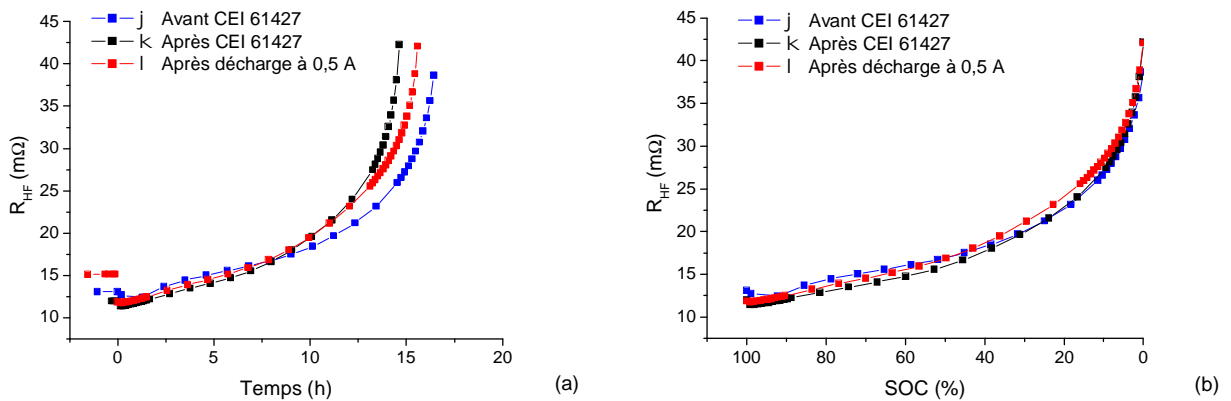 45
40
35
30
25
20
15
10
R_HF (mΩ)
j Avant CEI 61427
k Après CEI 61427
l Après décharge à 0,5 A
0 5 10 15 20
Temps (h)
(a)
45
40
35
30
25
20
15
10
R_HF (mΩ)
j Avant CEI 61427
k Après CEI 61427
l Après décharge à 0,5 A
100 80 60 40 20 0
SOC (%)
(b)